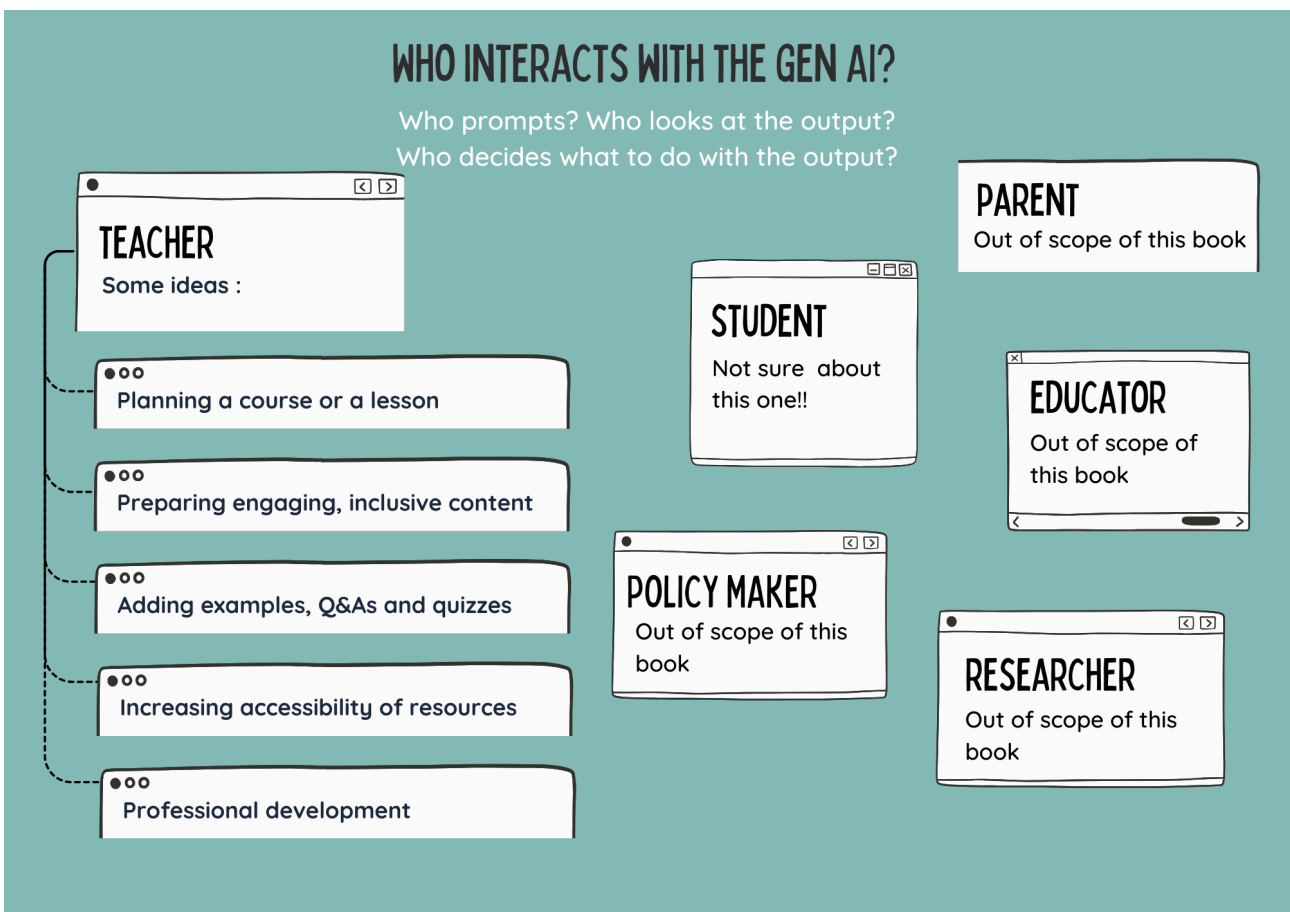 WHO INTERACTS WITH THE GEN AI?
Who prompts? Who looks at the output?
Who decides what to do with the output?
TEACHER
Some ideas :
Planning a course or a lesson
Preparing engaging, inclusive content
Adding examples, Q&As and quizzes
Increasing accessibility of resources
Professional development
STUDENT
Not sure about
this one!!
PARENT
Out of scope of this book
EDUCATOR
Out of scope of
this book
POLICY MAKER
Out of scope of this
book
RESEARCHER
Out of scope of this
book